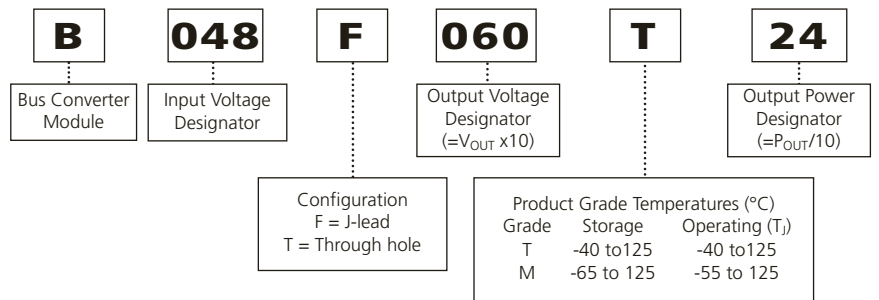 B 048 F 060 T 24
Bus Converter
Module
Input Voltage
Designator
Output Voltage
Designator
(=VOUT x10)
Output Power
Designator
(=POUT/10)
Configuration
F = J-lead
T = Through hole
Product Grade Temperatures (°C)
Grade Storage Operating (TJ)
T -40 to125 -40 to125
M -65 to 125 -55 to 125